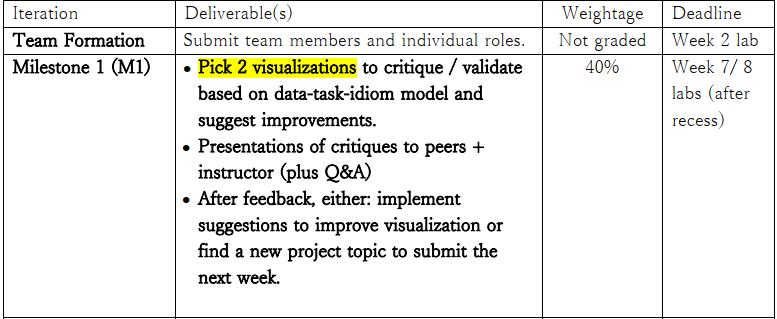 Iteration Deliverable(s) Weightage Deadline
Team Formation Submit team members and individual roles. Not graded Week 2 lab
Milestone 1 (M1) • Pick 2 visualizations to critique / validate 40% Week 7/ 8
based on data-task-idiom model and labs (after
suggest improvements. recess)
• Presentations of critiques to peers +
instructor (plus Q&A)
• After feedback, either: implement
suggestions to improve visualization or
find a new project topic to submit the
next week.